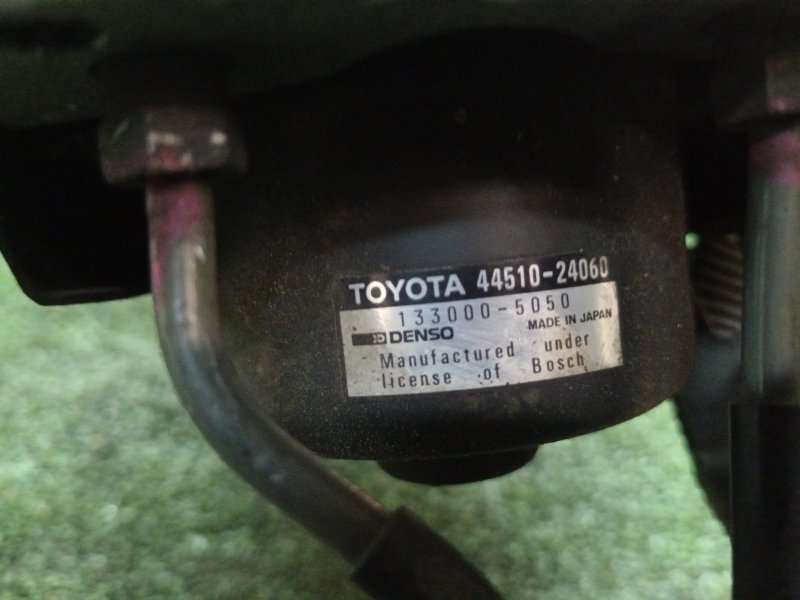 TOYOTA 44510-24060
133000-5050
DENSO MADE IN JAPAN
Manufactured under
license of Bosch